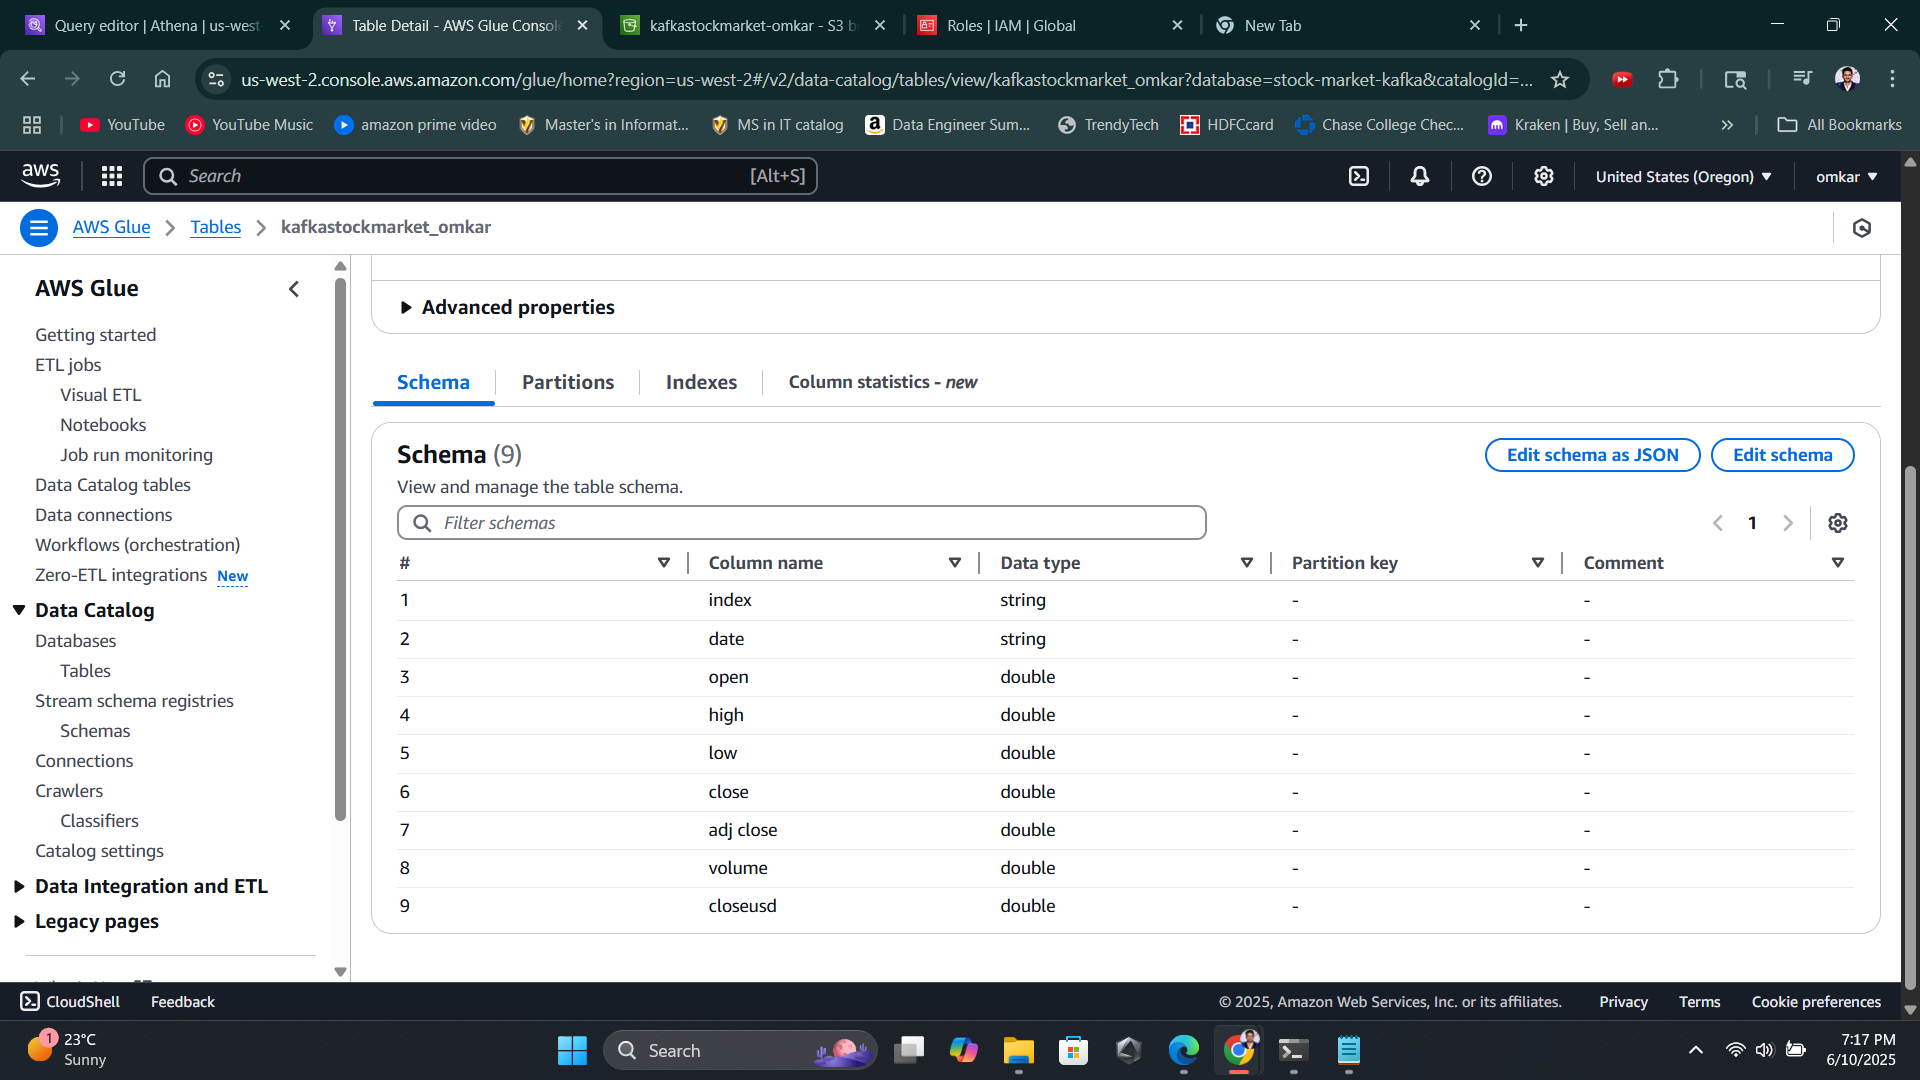 Query editor | Athena | us-west-
Table Detail - AWS Glue Console
kafkastockmarket-omkar - S3 b
Roles | IAM | Global
New Tab
us-west-2.console.aws.amazon.com/glue/home?region=us-west-2#/v2/data-catalog/tables/view/kafkastockmarket_omkar?database=stock-market-kafka&catalogId=...
YouTube
YouTube Music
amazon prime video
Master's in Informat...
MS in IT catalog
Data Engineer Sum...
TrendyTech
HDFCcard
Chase College Chec...
Kraken | Buy, Sell an...
All Bookmarks
aws
Search [Alt+S]
United States (Oregon)
omkar
AWS Glue
Tables
kafkastockmarket_omkar
AWS Glue
Getting started
ETL jobs
Visual ETL
Notebooks
Job run monitoring
Data Catalog tables
Data connections
Workflows (orchestration)
Zero-ETL integrations New
Data Catalog
Databases
Tables
Stream schema registries
Schemas
Connections
Crawlers
Classifiers
Catalog settings
Data Integration and ETL
Legacy pages
Advanced properties
Schema
Partitions
Indexes
Column statistics - new
Schema (9)
Edit schema as JSON
Edit schema
View and manage the table schema.
Filter schemas
1
# Column name Data type Partition key Comment
1 index string - -
2 date string - -
3 open double - -
4 high double - -
5 low double - -
6 close double - -
7 adj close double - -
8 volume double - -
9 closeusd double - -
CloudShell
Feedback
© 2025, Amazon Web Services, Inc. or its affiliates.
Privacy
Terms
Cookie preferences
1
23°C
Sunny
Search
7:17 PM
6/10/2025